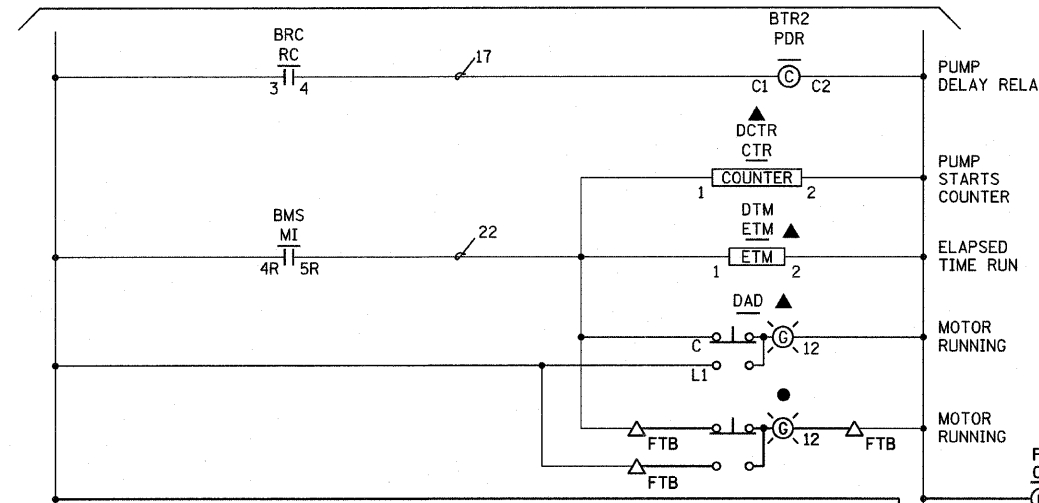 BRC
RC
3 4
17
BTR2
PDR
C1 C C2
PUMP
DELAY RELA
DCTR
CTR
1 COUNTER 2
PUMP
STARTS
COUNTER
BMS
MI
4R 5R
22
DTM
ETM
1 ETM 2
ELAPSED
TIME RUN
DAD
C
G
12
MOTOR
RUNNING
L1
FTB
G
12
FTB
MOTOR
RUNNING
FTB